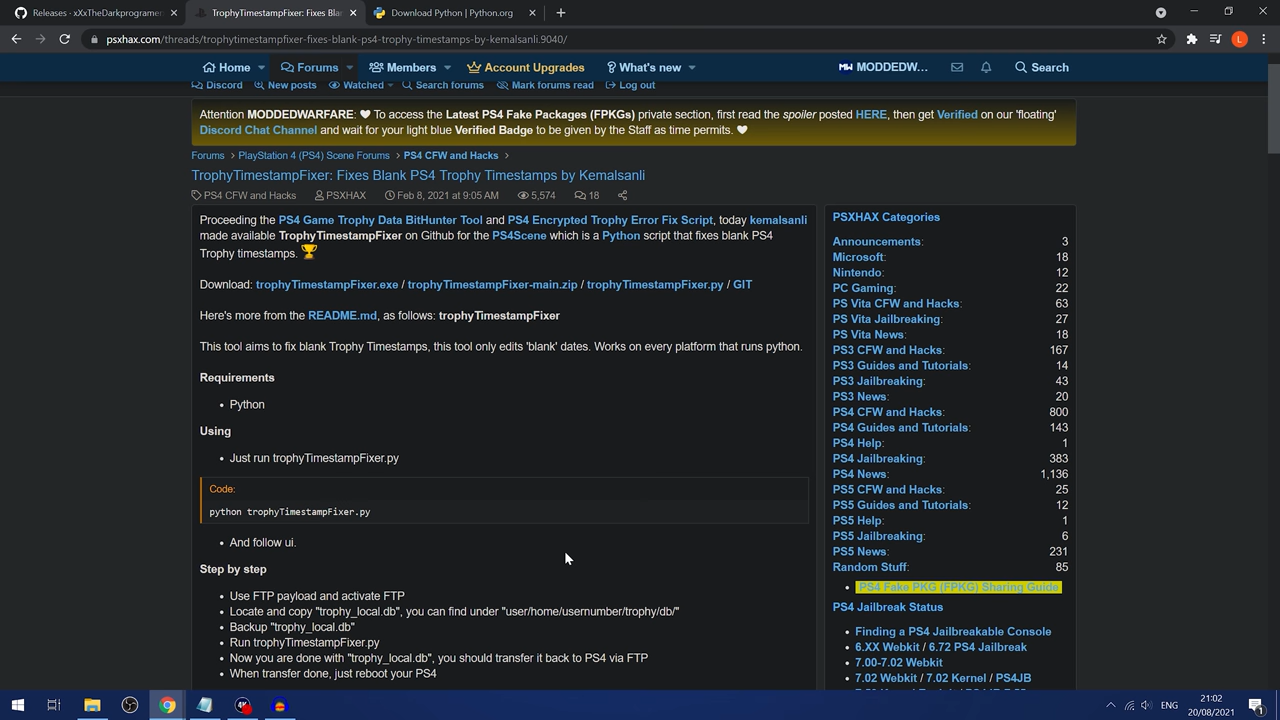 Releases · xXxTheDarkprogramer
TrophyTimestampFixer: Fixes Blan
Download Python | Python.org
psxhax.com/threads/trophytimestampfixer-fixes-blank-ps4-trophy-timestamps-by-kemalsanli.9040/
L
Home
Forums
Members
Account Upgrades
What's new
MODDEDW...
Search
Discord
New posts
Watched
Search forums
Mark forums read
Log out
Attention MODDEDWARFARE: To access the Latest PS4 Fake Packages (FPKGs) private section, first read the spoiler posted HERE, then get Verified on our 'floating'
Discord Chat Channel and wait for your light blue Verified Badge to be given by the Staff as time permits.
Forums > PlayStation 4 (PS4) Scene Forums > PS4 CFW and Hacks >
TrophyTimestampFixer: Fixes Blank PS4 Trophy Timestamps by Kemalsanli
PS4 CFW and Hacks PSXHAX Feb 8, 2021 at 9:05 AM 5,574 18
Proceeding the PS4 Game Trophy Data BitHunter Tool and PS4 Encrypted Trophy Error Fix Script, today kemalsanli
made available TrophyTimestampFixer on Github for the PS4Scene which is a Python script that fixes blank PS4
Trophy timestamps.
Download: trophyTimestampFixer.exe / trophyTimestampFixer-main.zip / trophyTimestampFixer.py / GIT
Here's more from the README.md, as follows: trophyTimestampFixer
This tool aims to fix blank Trophy Timestamps, this tool only edits 'blank' dates. Works on every platform that runs python.
Requirements
• Python
Using
• Just run trophyTimestampFixer.py
Code:
python trophyTimestampFixer.py
• And follow ui.
Step by step
• Use FTP payload and activate FTP
• Locate and copy "trophy_local.db", you can find under "user/home/usernumber/trophy/db/"
• Backup "trophy_local.db"
• Run trophyTimestampFixer.py
• Now you are done with "trophy_local.db", you should transfer it back to PS4 via FTP
• When transfer done, just reboot your PS4
PSXHAX Categories
Announcements: 3
Microsoft: 18
Nintendo: 12
PC Gaming: 22
PS Vita CFW and Hacks: 63
PS Vita Jailbreaking: 27
PS Vita News: 18
PS3 CFW and Hacks: 167
PS3 Guides and Tutorials: 14
PS3 Jailbreaking: 43
PS3 News: 20
PS4 CFW and Hacks: 800
PS4 Guides and Tutorials: 143
PS4 Help: 1
PS4 Jailbreaking: 383
PS4 News: 1,136
PS5 CFW and Hacks: 25
PS5 Guides and Tutorials: 12
PS5 Help: 1
PS5 Jailbreaking: 6
PS5 News: 231
Random Stuff: 85
• PS4 Fake PKG (FPKG) Sharing Guide
PS4 Jailbreak Status
• Finding a PS4 Jailbreakable Console
• 6.XX Webkit / 6.72 PS4 Jailbreak
• 7.00-7.02 Webkit
• 7.02 Webkit / 7.02 Kernel / PS4JB
ENG
21:02
20/08/2021